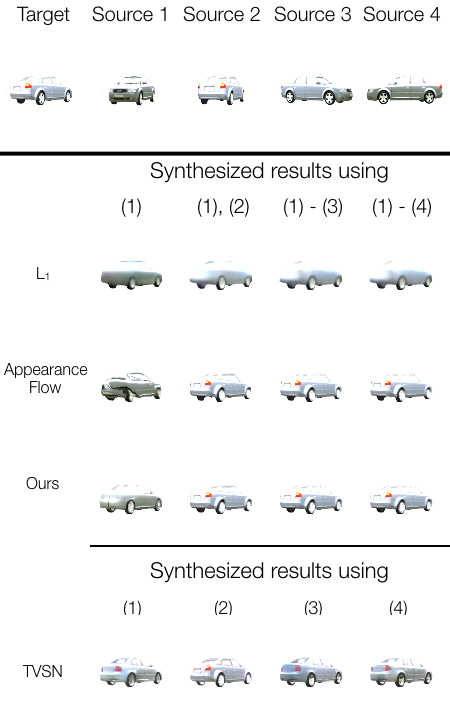 Target Source 1 Source 2 Source 3 Source 4
Synthesized results using
(1) (1), (2) (1) - (3) (1) - (4)
L₁
Appearance
Flow
Ours
Synthesized results using
(1) (2) (3) (4)
TVSN